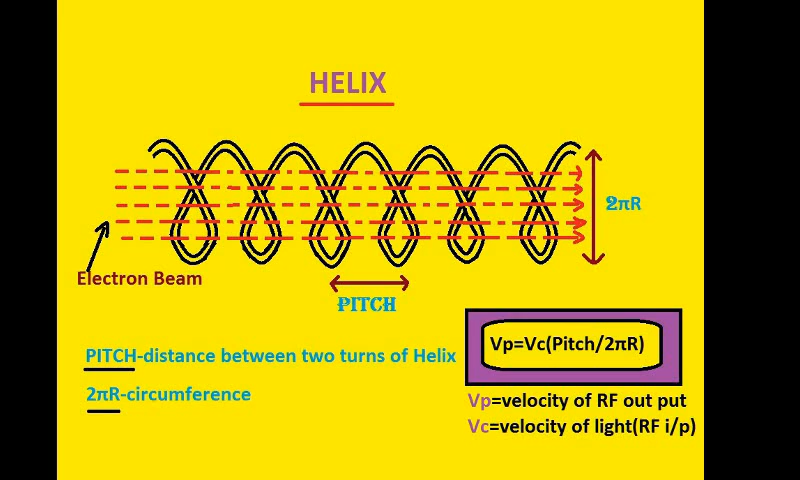 HELIX
2πR
Electron Beam
PITCH
Vp=Vc(Pitch/2πR)
PITCH-distance between two turns of Helix
2πR-circumference
Vp=velocity of RF out put
Vc=velocity of light(RF i/p)